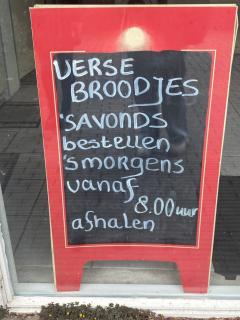 VERSE
BROODJES
'SAVONDS
bestellen
'smorgens
vanaf
8.00 uur
afhalen